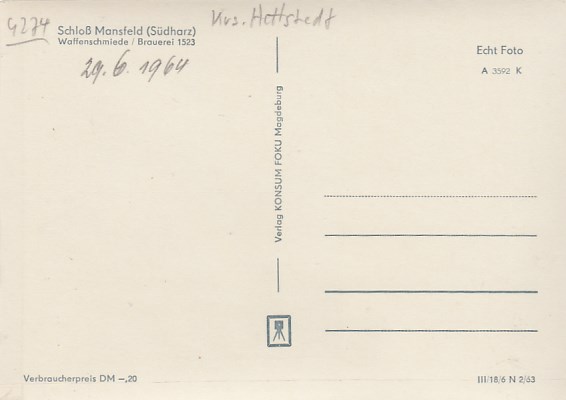 4274
Krs. Hettstedt
Schloß Mansfeld (Südharz)
Waffenschmiede / Brauerei 1523
29. 6. 1964
Echt Foto
A 3592 K
Verlag KONSUM FOKU Magdeburg
Verbraucherpreis DM –,20
III/18/6 N 2/63